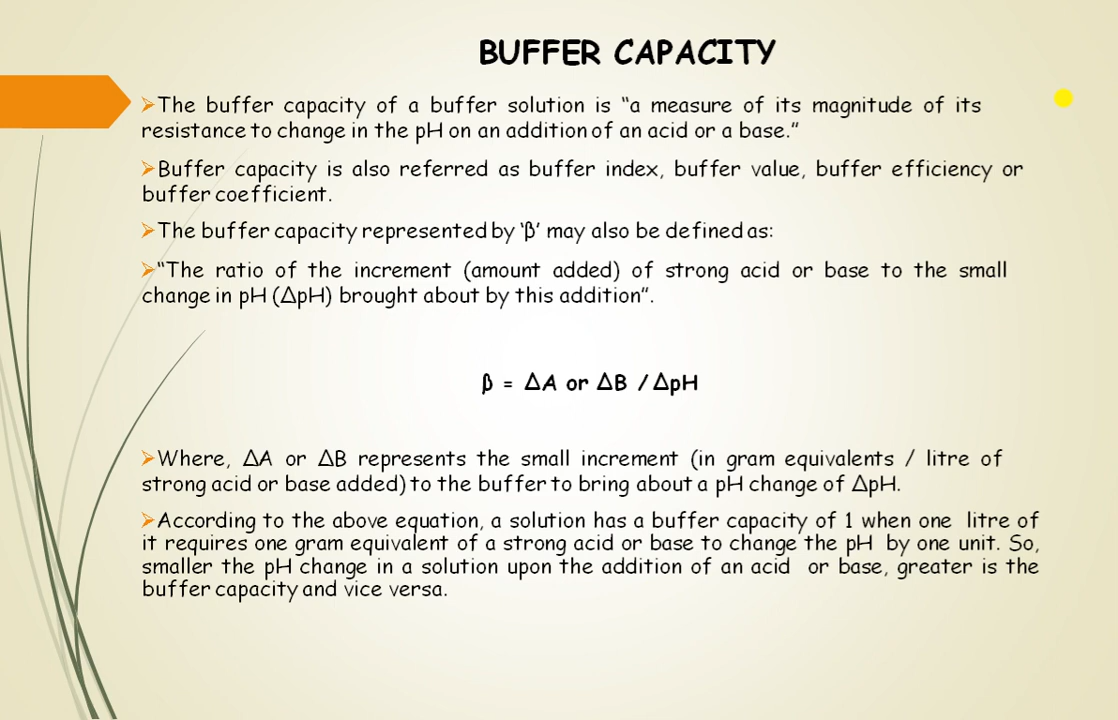 BUFFER CAPACITY
➢The buffer capacity of a buffer solution is “a measure of its magnitude of its
resistance to change in the pH on an addition of an acid or a base.”
➢Buffer capacity is also referred as buffer index, buffer value, buffer efficiency or
buffer coefficient.
➢The buffer capacity represented by ‘β’ may also be defined as:
➢“The ratio of the increment (amount added) of strong acid or base to the small
change in pH (ΔpH) brought about by this addition”.
β = ΔA or ΔB / ΔpH
➢Where, ΔA or ΔB represents the small increment (in gram equivalents / litre of
strong acid or base added) to the buffer to bring about a pH change of ΔpH.
➢According to the above equation, a solution has a buffer capacity of 1 when one litre of
it requires one gram equivalent of a strong acid or base to change the pH by one unit. So,
smaller the pH change in a solution upon the addition of an acid or base, greater is the
buffer capacity and vice versa.